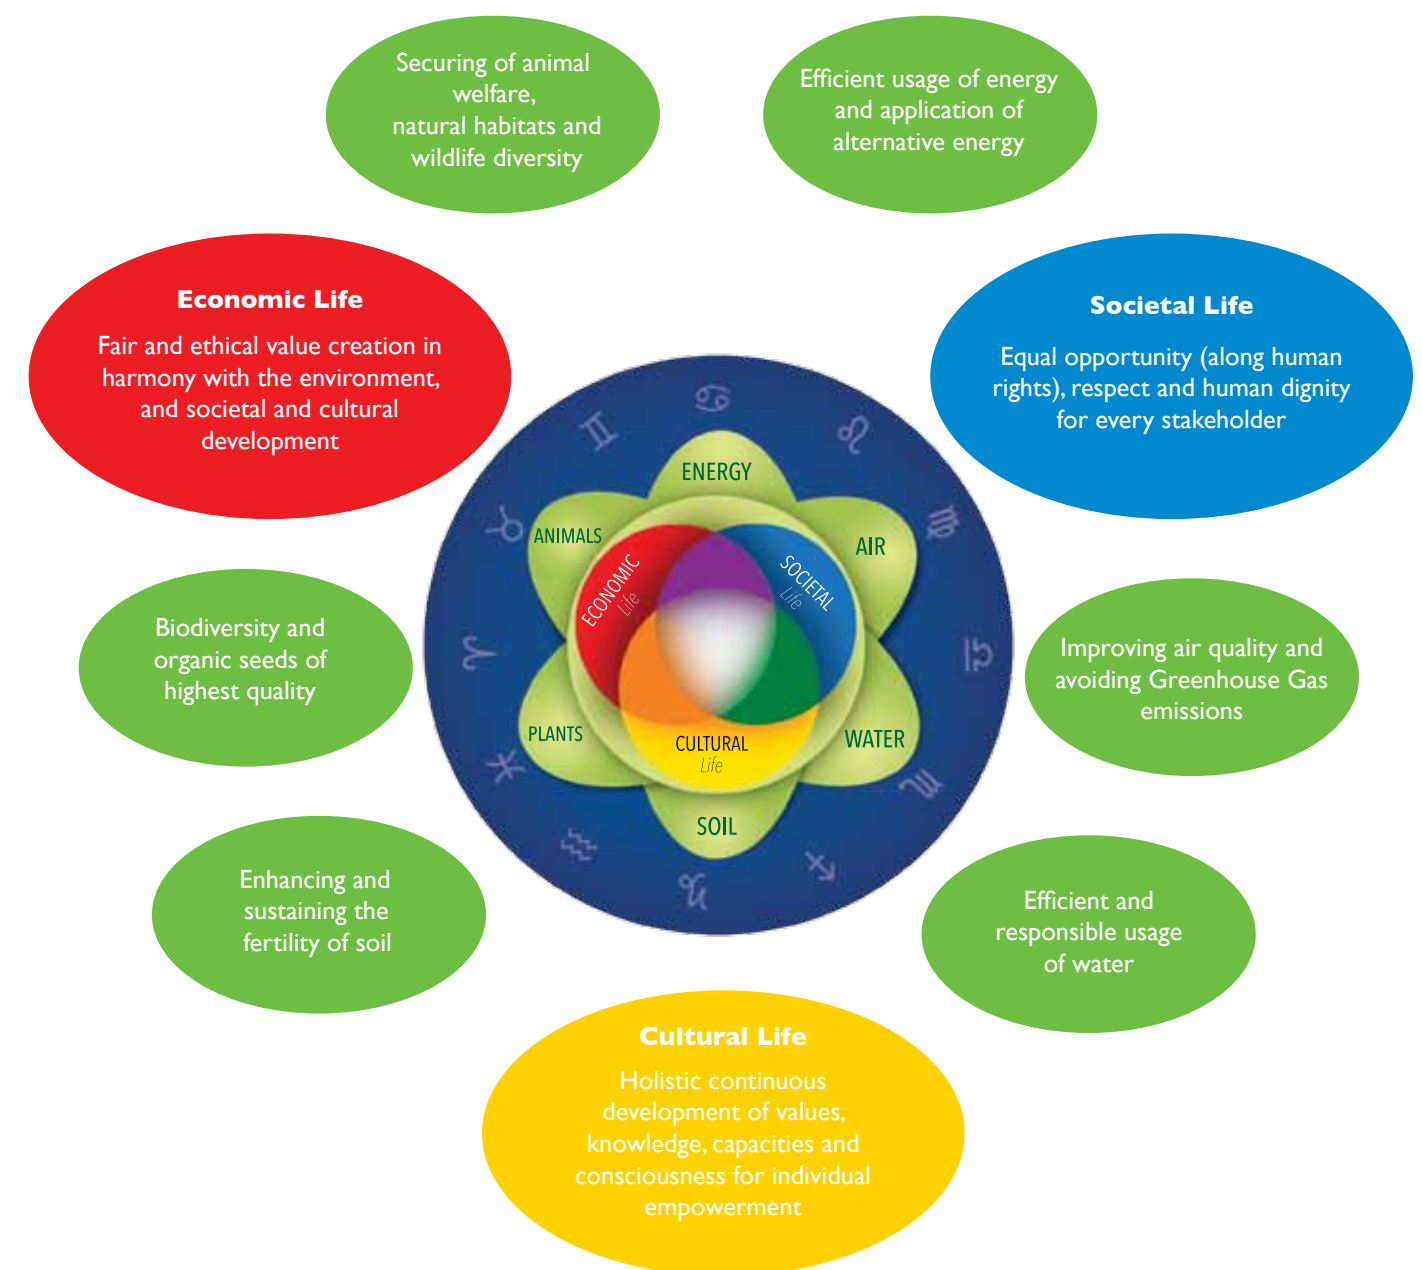 Securing of animal
welfare,
natural habitats and
wildlife diversity
Efficient usage of energy
and application of
alternative energy
Economic Life
Fair and ethical value creation in
harmony with the environment,
and societal and cultural
development
Societal Life
Equal opportunity (along human
rights), respect and human dignity
for every stakeholder
ENERGY
ANIMALS
AIR
ECONOMIC
Life
SOCIETAL
Life
PLANTS
CULTURAL
Life
WATER
SOIL
Biodiversity and
organic seeds of
highest quality
Improving air quality and
avoiding Greenhouse Gas
emissions
Enhancing and
sustaining the
fertility of soil
Efficient and
responsible usage
of water
Cultural Life
Holistic continuous
development of values,
knowledge, capacities and
consciousness for individual
empowerment